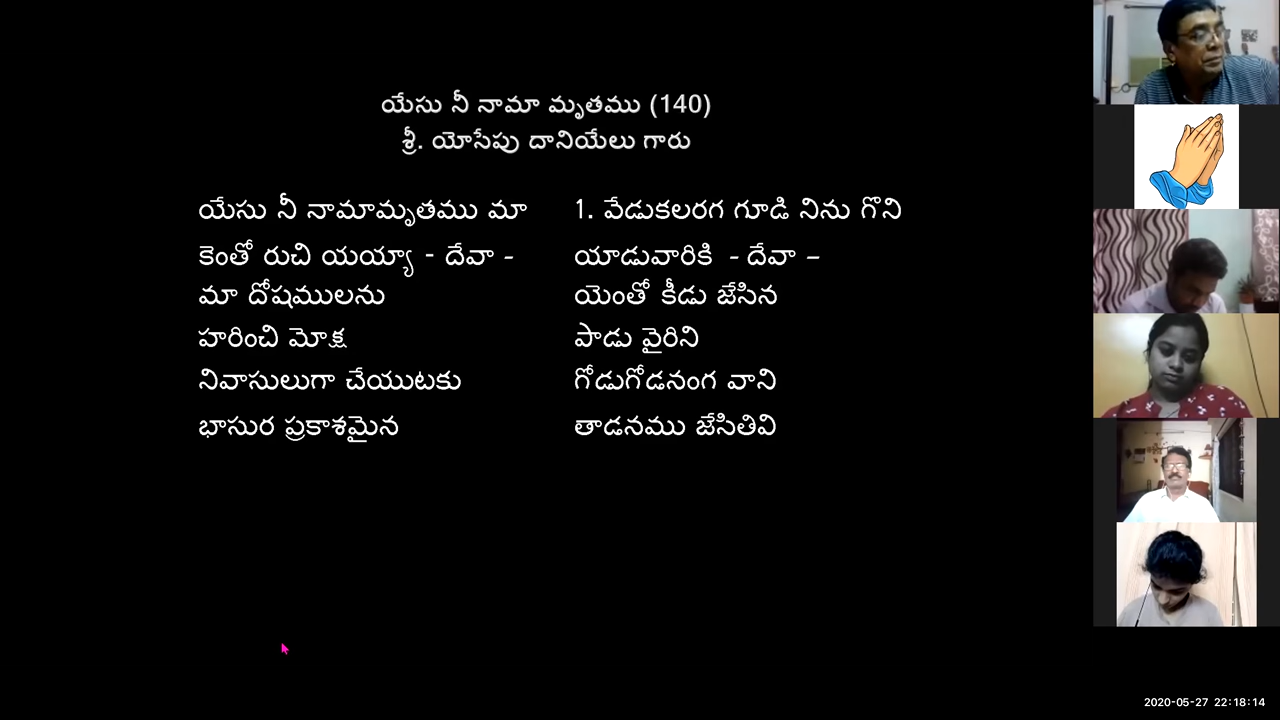 యేసు నీ నామా మృతము (140)
శ్రీ. యోసేపు దానియేలు గారు
యేసు నీ నామామృతము మా
కెంతో రుచి యయ్యా - దేవా -
మా దోషములను
హరించి మోక్ష
నివాసులుగా చేయుటకు
భాసుర ప్రకాశమైన
1. వేడుకలరగ గూడి నిను గొని
యాడువారికి - దేవా –
యెంతో కీడు జేసిన
పాడు వైరిని
గోడుగోడనంగ వాని
తాడనము జేసితివి
2020-05-27 22:18:14